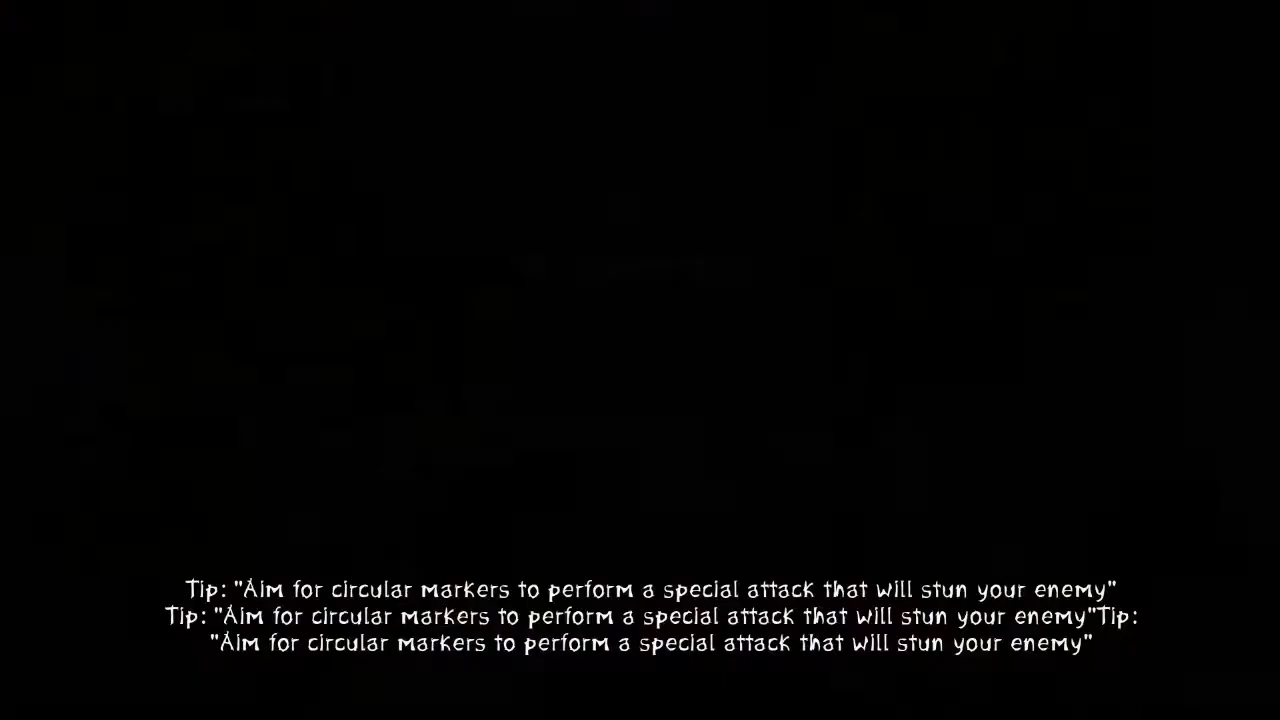 Tip: "Aim for circular markers to perform a special attack that will stun your enemy"
Tip: "Aim for circular markers to perform a special attack that will stun your enemy"Tip:
"Aim for circular markers to perform a special attack that will stun your enemy"